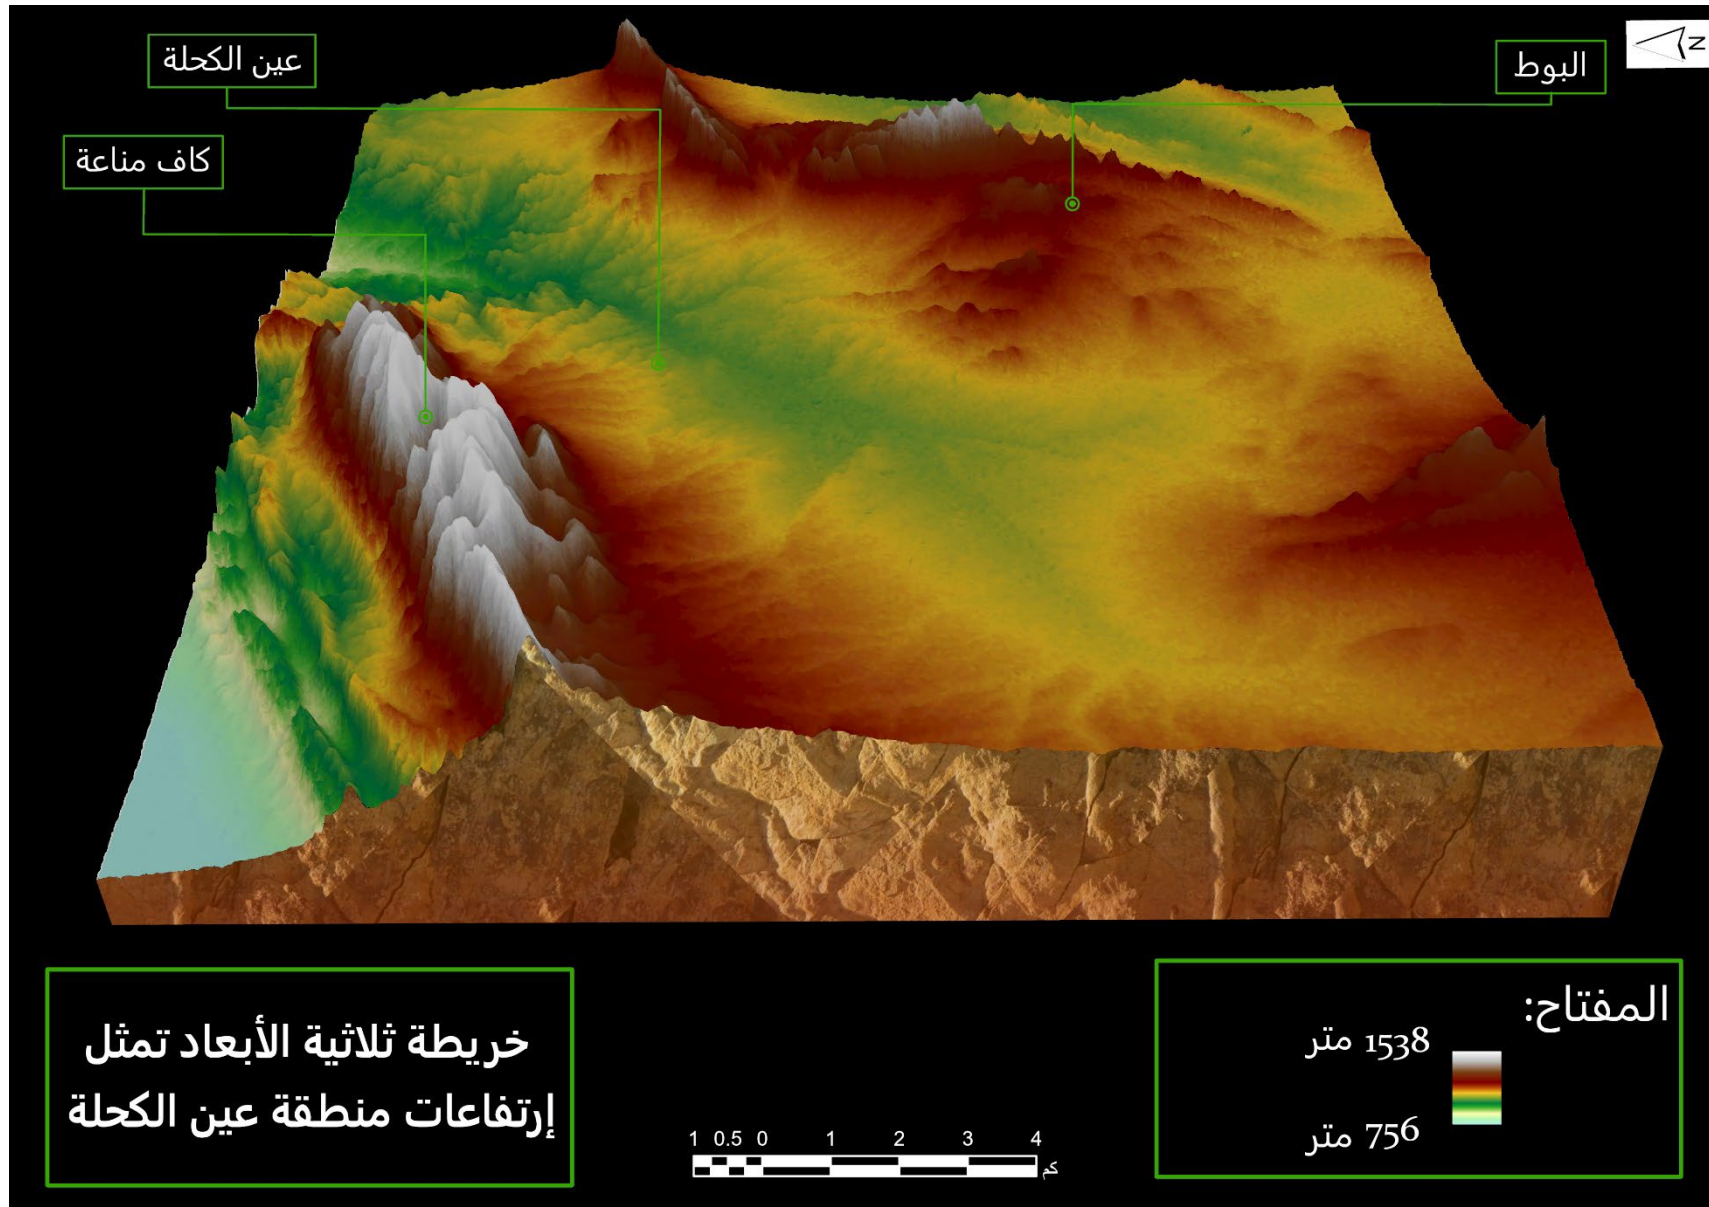 عين الكحلة
البوط
N
كاف مناعة
المفتاح:
1538 متر
756 متر
خريطة ثلاثية الأبعاد تمثل
إرتفاعات منطقة عين الكحلة
1 0.5 0 1 2 3 4
كم